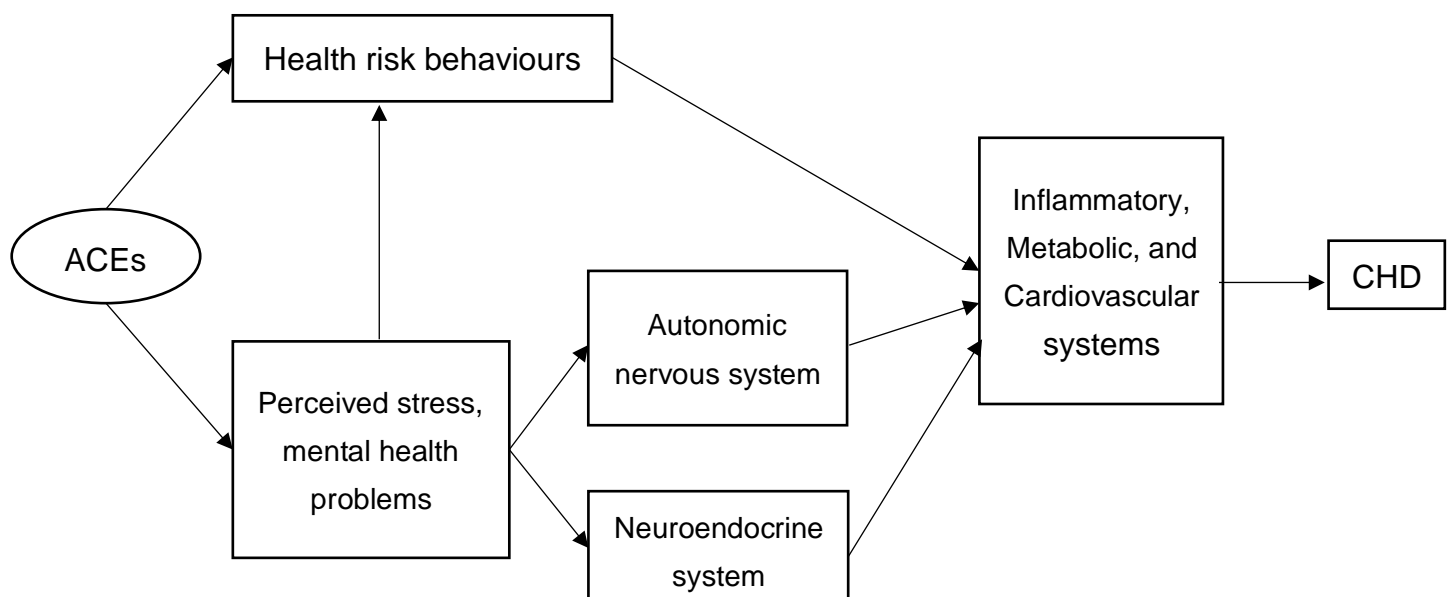 Health risk behaviours
ACEs
Perceived stress,
mental health
problems
Autonomic
nervous system
Neuroendocrine
system
Inflammatory,
Metabolic, and
Cardiovascular
systems
CHD